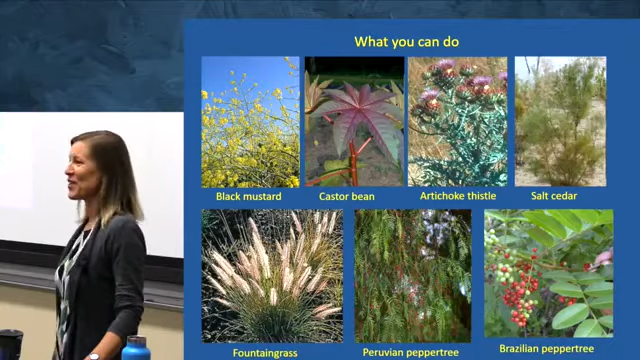 What you can do
Black mustard
Castor bean
Artichoke thistle
Salt cedar
Fountaingrass
Peruvian peppertree
Brazilian peppertree